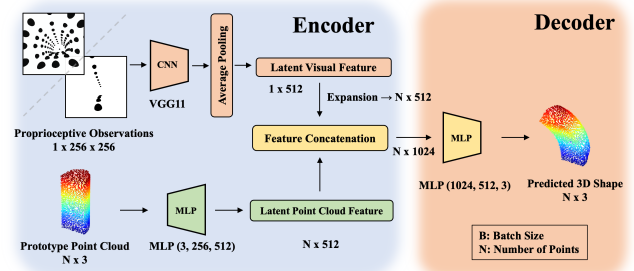 Encoder
Decoder
CNN
VGG11
Average Pooling
Latent Visual Feature
1 x 512
Expansion → N x 512
Proprioceptive Observations
1 x 256 x 256
Feature Concatenation
N x 1024
MLP
MLP (1024, 512, 3)
Predicted 3D Shape
N x 3
MLP
Latent Point Cloud Feature
Prototype Point Cloud
N x 3
MLP (3, 256, 512)
N x 512
B: Batch Size
N: Number of Points